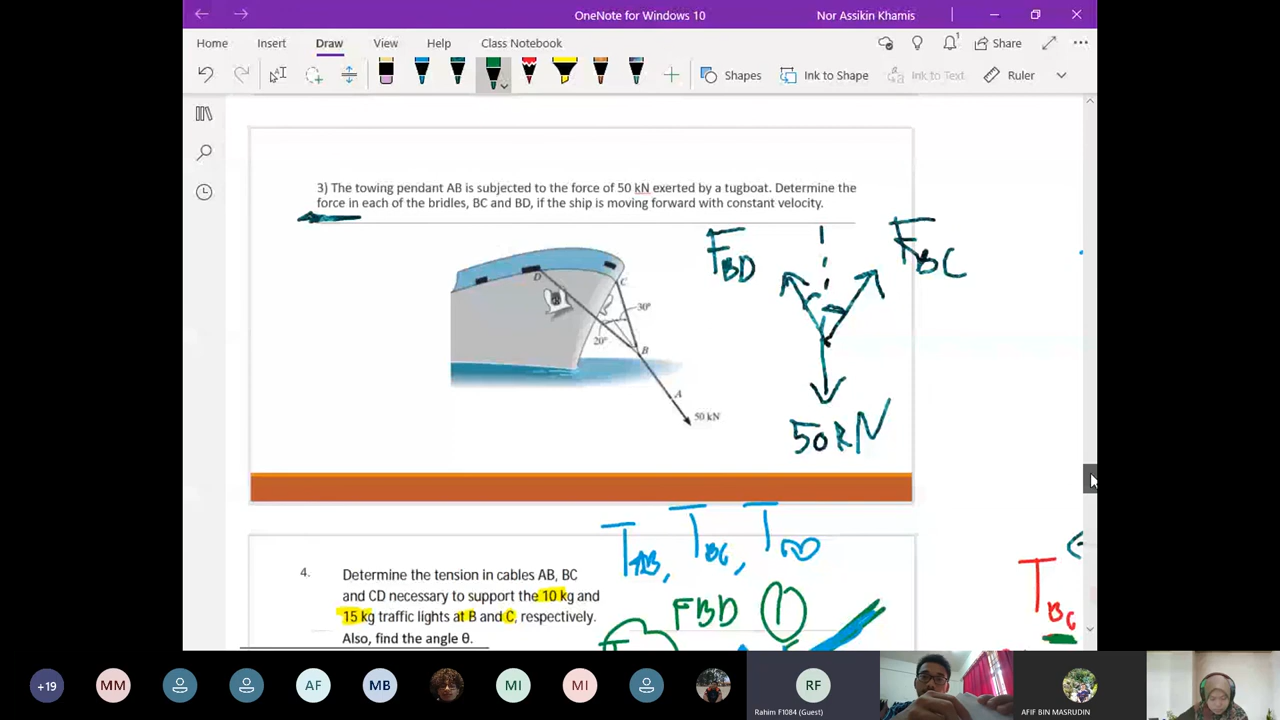 OneNote for Windows 10
Nor Assikin Khamis
Home
Insert
Draw
View
Help
Class Notebook
Share
Shapes
Ink to Shape
Ink to Text
Ruler
3) The towing pendant AB is subjected to the force of 50 kN exerted by a tugboat. Determine the
force in each of the bridles, BC and BD, if the ship is moving forward with constant velocity.
D
C
30°
20°
B
A
50 kN
FBD
FBC
50kN
TAB, TBC, TCD
4.
Determine the tension in cables AB, BC
and CD necessary to support the 10 kg and
15 kg traffic lights at B and C, respectively.
Also, find the angle θ.
FBD 1
TBC
+19
MM
AF
MB
MI
MI
RF
Rahim F1084 (Guest)
AFIF BIN MASRUDIN